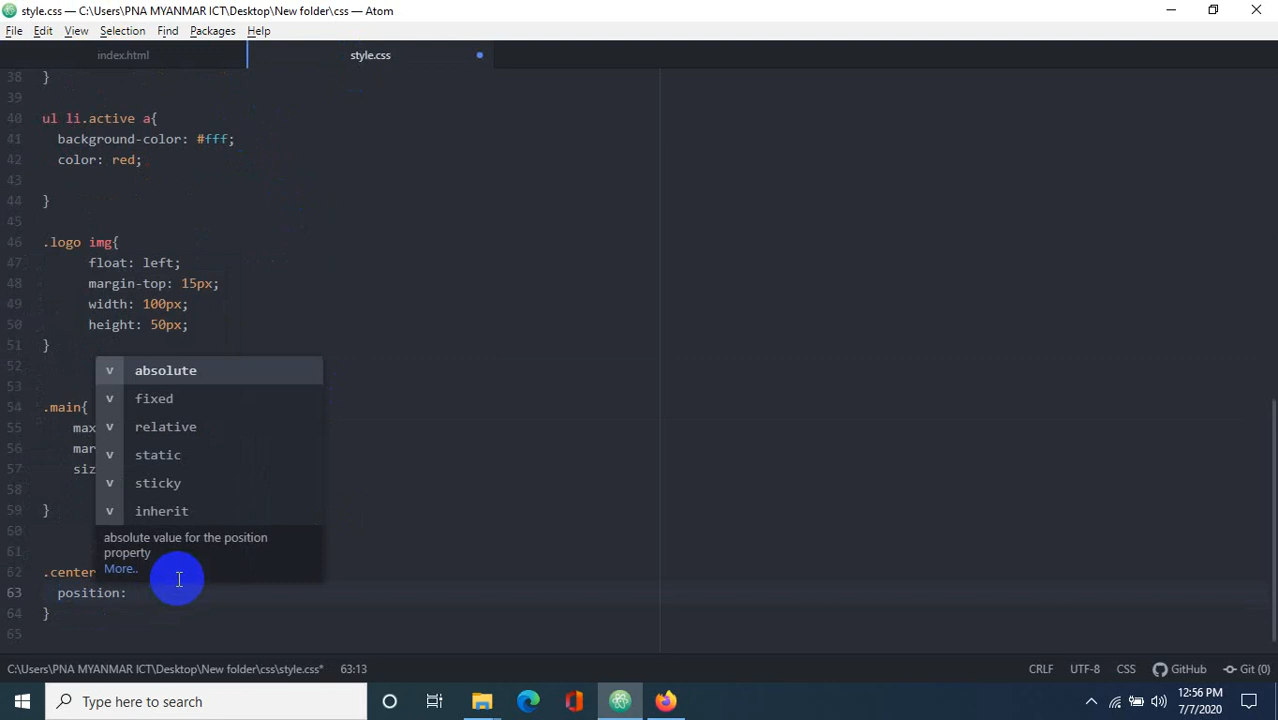 style.css — C:\Users\PNA MYANMAR ICT\Desktop\New folder\css — Atom
File Edit View Selection Find Packages Help
index.html style.css
38 }
39
40 ul li.active a{
41 background-color: #fff;
42 color: red;
43
44 }
45
46 .logo img{
47 float: left;
48 margin-top: 15px;
49 width: 100px;
50 height: 50px;
51 }
52
53
54 .main{
55 max
56 mar
57 siz
58
59 }
60
61
62 .center
63 position:
64 }
65
v absolute
v fixed
v relative
v static
v sticky
v inherit
absolute value for the position
property
More..
C:\Users\PNA MYANMAR ICT\Desktop\New folder\css\style.css* 63:13 CRLF UTF-8 CSS GitHub Git (0)
Type here to search
12:56 PM
7/7/2020